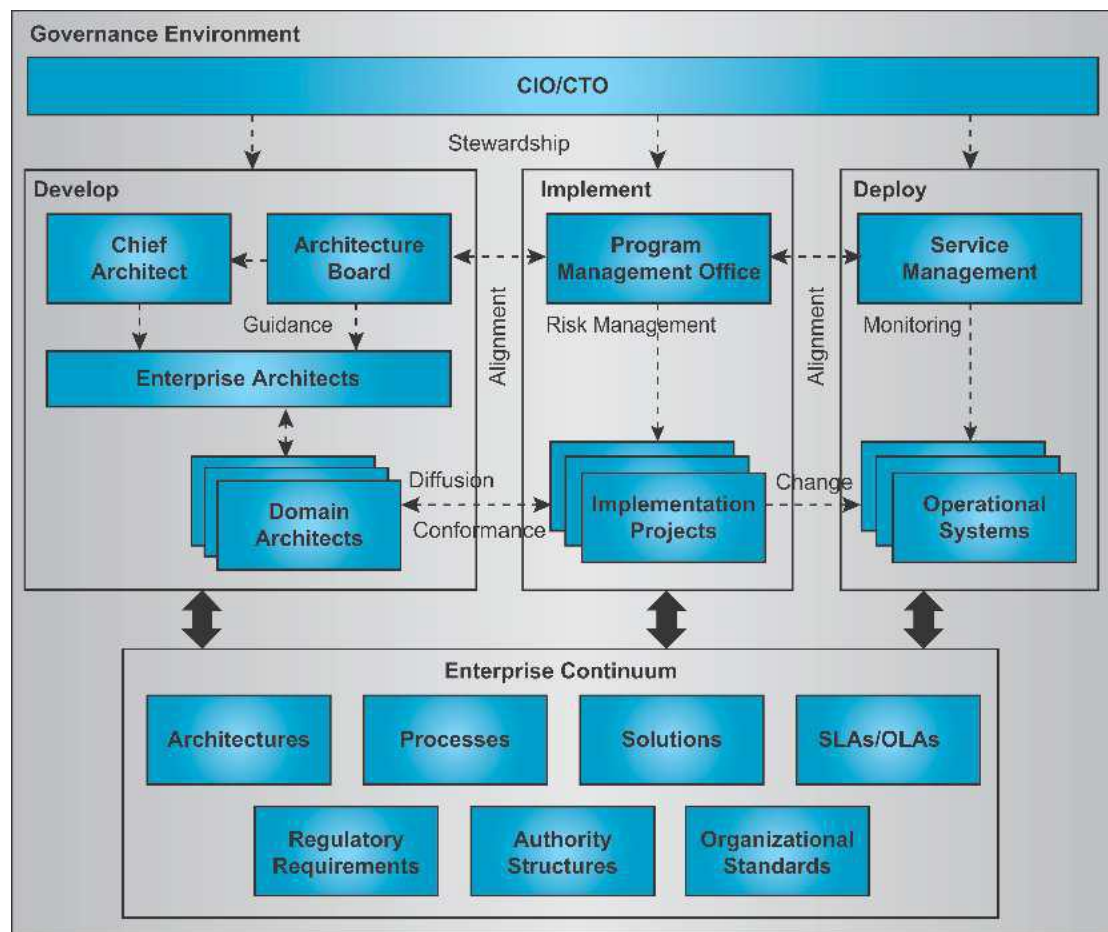 Governance Environment
CIO/CTO
Stewardship
Develop
Chief
Architect
Architecture
Board
Guidance
Enterprise Architects
Domain
Architects
Diffusion
Conformance
Alignment
Implement
Program
Management Office
Risk Management
Implementation
Projects
Change
Alignment
Deploy
Service
Management
Monitoring
Operational
Systems
Enterprise Continuum
Architectures
Processes
Solutions
SLAs/OLAs
Regulatory
Requirements
Authority
Structures
Organizational
Standards